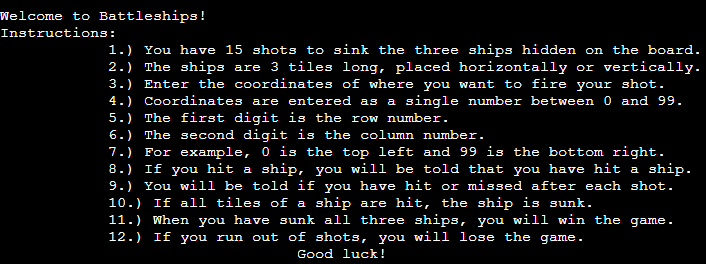 Welcome to Battleships!
Instructions:
1.) You have 15 shots to sink the three ships hidden on the board.
2.) The ships are 3 tiles long, placed horizontally or vertically.
3.) Enter the coordinates of where you want to fire your shot.
4.) Coordinates are entered as a single number between 0 and 99.
5.) The first digit is the row number.
6.) The second digit is the column number.
7.) For example, 0 is the top left and 99 is the bottom right.
8.) If you hit a ship, you will be told that you have hit a ship.
9.) You will be told if you have hit or missed after each shot.
10.) If all tiles of a ship are hit, the ship is sunk.
11.) When you have sunk all three ships, you will win the game.
12.) If you run out of shots, you will lose the game.
Good luck!